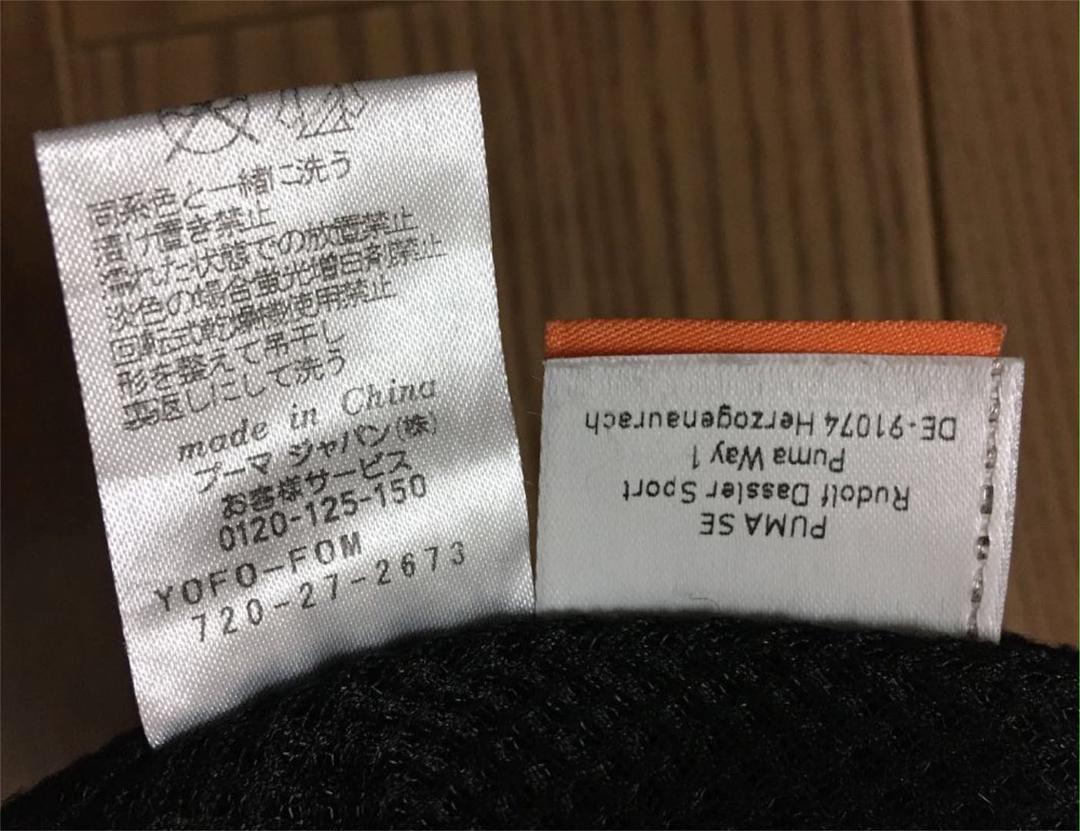 同系色と一緒に洗う
漬け置き禁止
濡れた状態での放置禁止
淡色の場合蛍光増白剤禁止
回転式乾燥機使用禁止
形を整えて吊干し
裏返しにして洗う
made in China
プーマ ジャパン(株)
お客様サービス
0120-125-150
YOFO-FOM
720-27-2673
PUMA SE
Rudolf Dassler Sport
Puma Way 1
DE-91074 Herzogenaurach